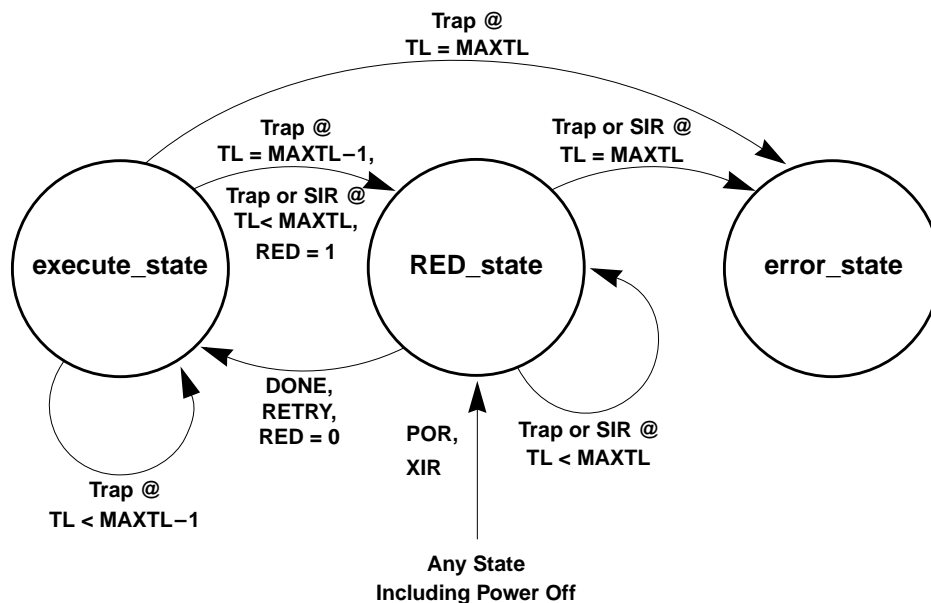 Trap @
TL = MAXTL
Trap @
TL = MAXTL–1,
Trap or SIR @
TL< MAXTL,
RED = 1
Trap or SIR @
TL = MAXTL
execute_state
RED_state
error_state
DONE,
RETRY,
RED = 0
POR,
XIR
Trap or SIR @
TL < MAXTL
Trap @
TL < MAXTL–1
Any State
Including Power Off